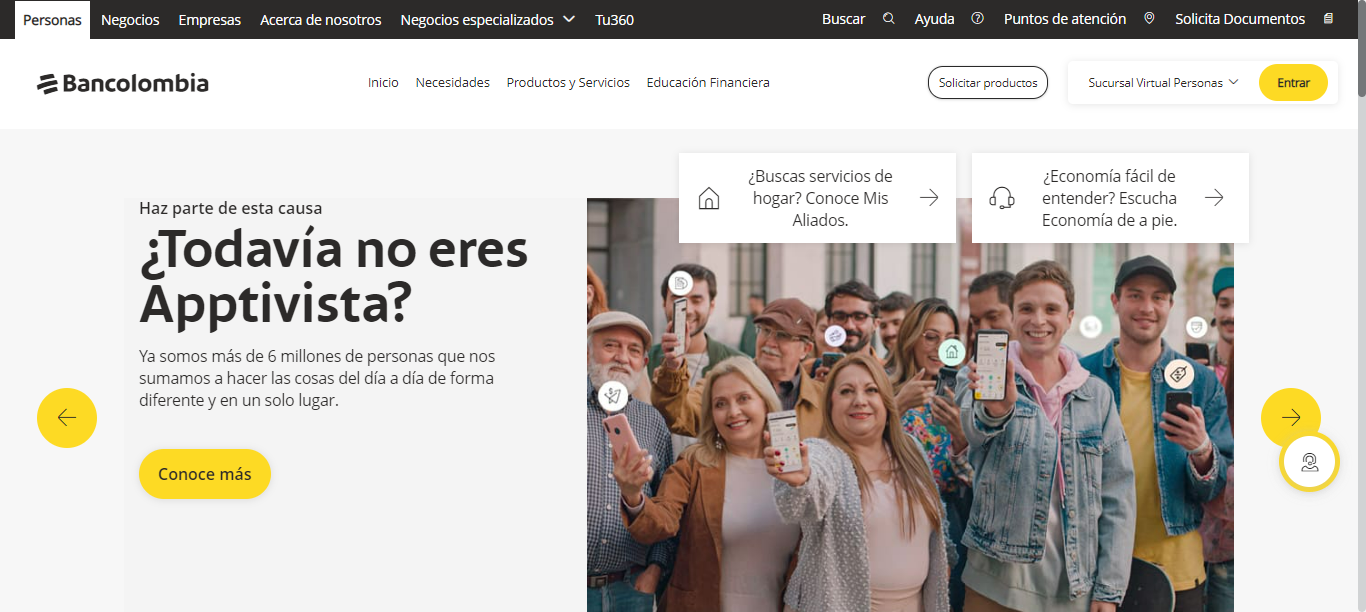 Personas Negocios Empresas Acerca de nosotros Negocios especializados Tu360 Buscar Ayuda Puntos de atención Solicita Documentos
Bancolombia Inicio Necesidades Productos y Servicios Educación Financiera Solicitar productos Sucursal Virtual Personas Entrar
¿Buscas servicios de
hogar? Conoce Mis
Aliados.
¿Economía fácil de
entender? Escucha
Economía de a pie.
Haz parte de esta causa
¿Todavía no eres
Apptivista?
Ya somos más de 6 millones de personas que nos
sumamos a hacer las cosas del día a día de forma
diferente y en un solo lugar.
Conoce más